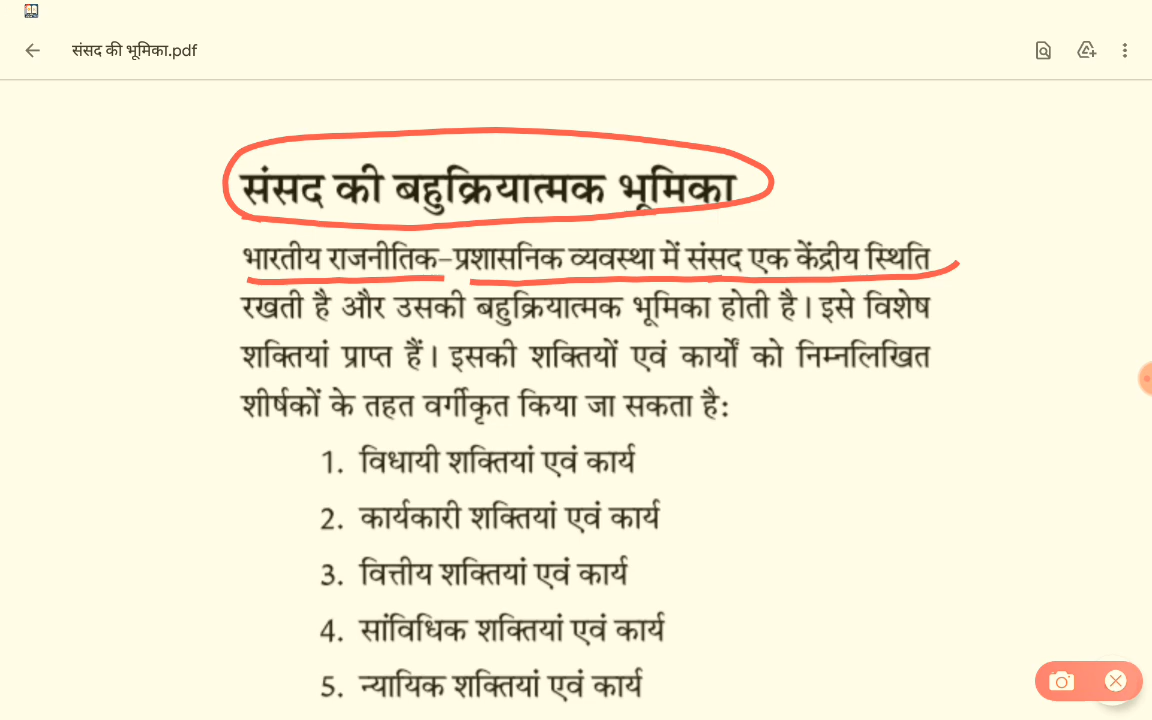 संसद की भूमिका.pdf
संसद की बहुक्रियात्मक भूमिका
भारतीय राजनीतिक–प्रशासनिक व्यवस्था में संसद एक केंद्रीय स्थिति
रखती है और उसकी बहुक्रियात्मक भूमिका होती है। इसे विशेष
शक्तियां प्राप्त हैं। इसकी शक्तियों एवं कार्यों को निम्नलिखित
शीर्षकों के तहत वर्गीकृत किया जा सकता है:
1. विधायी शक्तियां एवं कार्य
2. कार्यकारी शक्तियां एवं कार्य
3. वित्तीय शक्तियां एवं कार्य
4. सांविधिक शक्तियां एवं कार्य
5. न्यायिक शक्तियां एवं कार्य